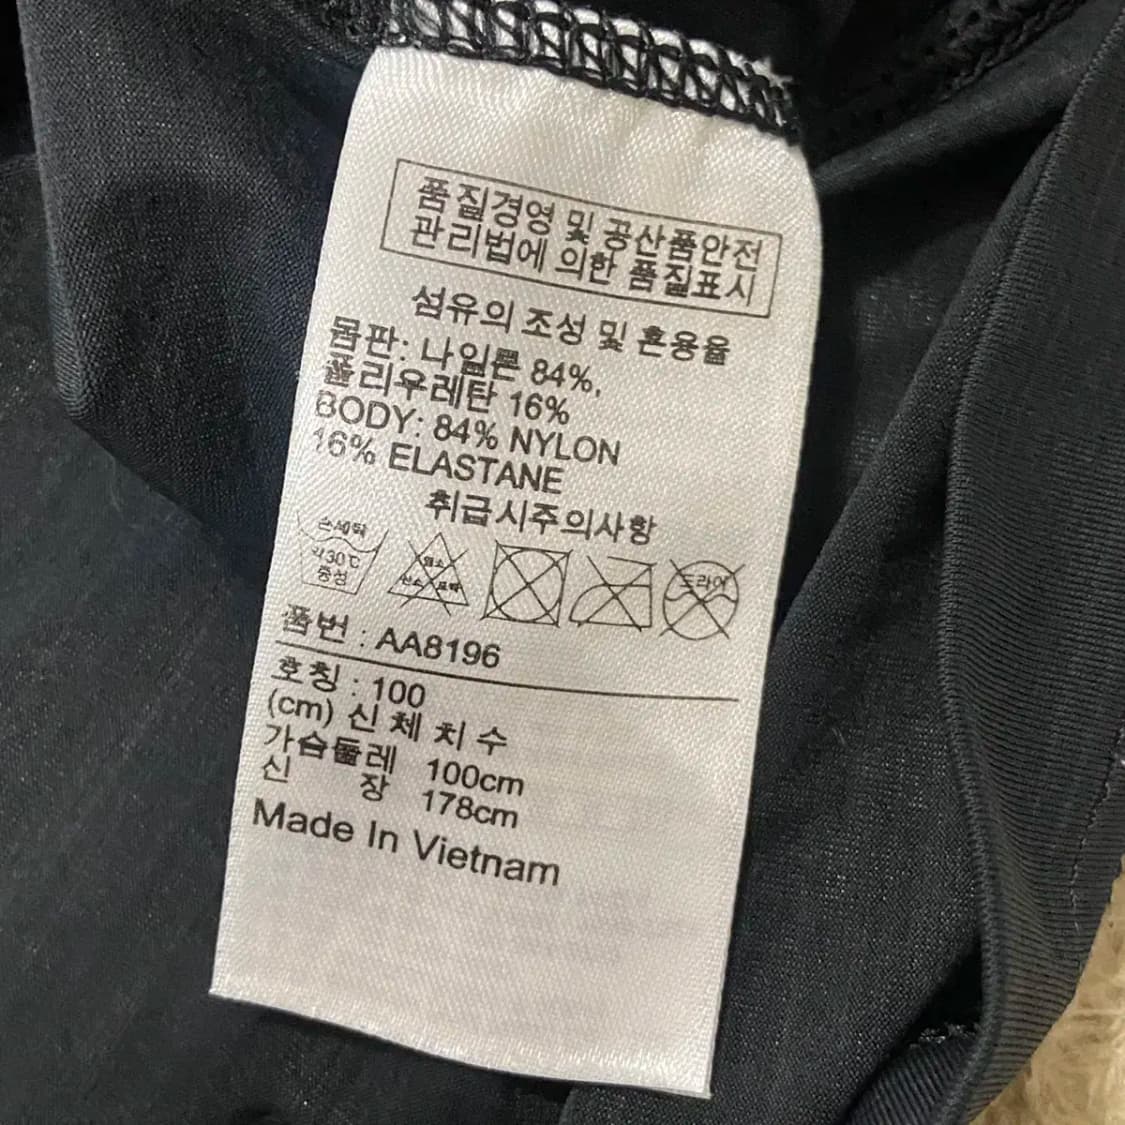 품질경영 및 공산품안전
관리법에 의한 품질표시
섬유의 조성 및 혼용율
몸판: 나일론 84%,
폴리우레탄 16%
BODY: 84% NYLON
16% ELASTANE
취급시주의사항
손세탁
약30℃
중성
염소
산소 표백
드라이
품번 : AA8196
호칭 : 100
(cm) 신체치수
가슴둘레 100cm
신 장 178cm
Made In Vietnam